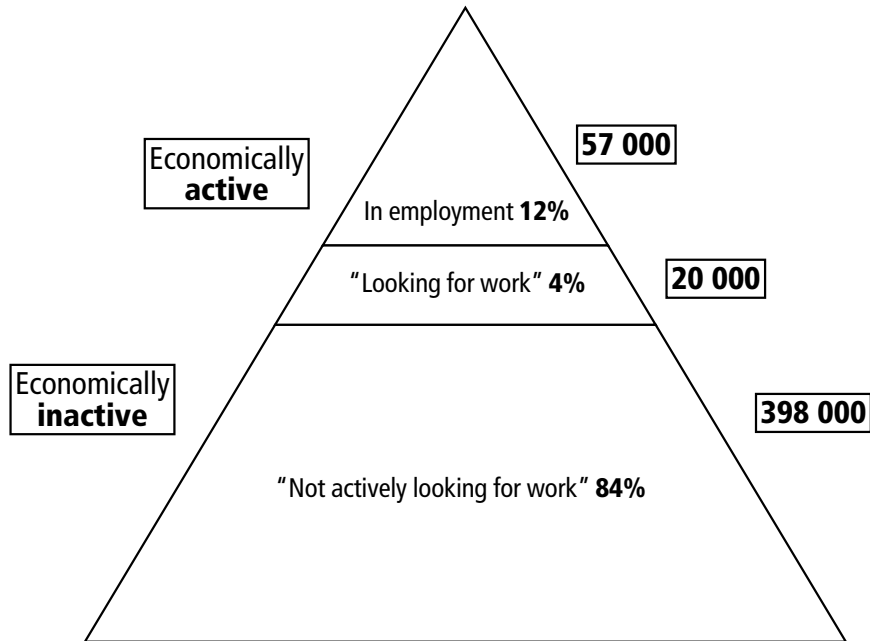 57 000
Economically
active
In employment 12%
"Looking for work" 4%
20 000
Economically
inactive
398 000
"Not actively looking for work" 84%